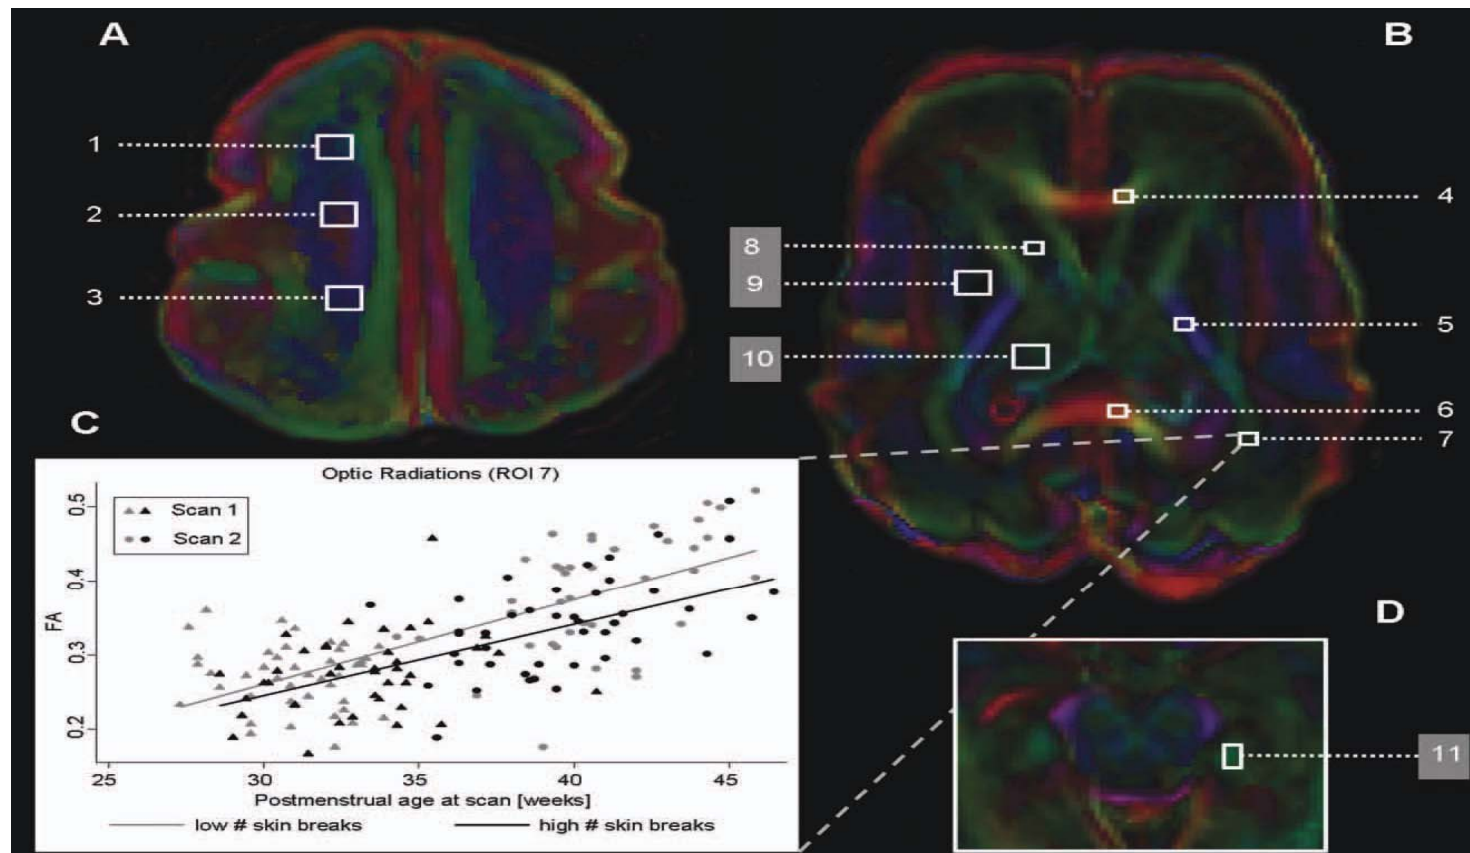 A
B
1
2
3
4
8
9
5
10
6
7
C
Optic Radiations (ROI 7)
Scan 1
Scan 2
FA
0.5
0.4
0.3
0.2
25 30 35 40 45
Postmenstrual age at scan [weeks]
low # skin breaks high # skin breaks
D
11